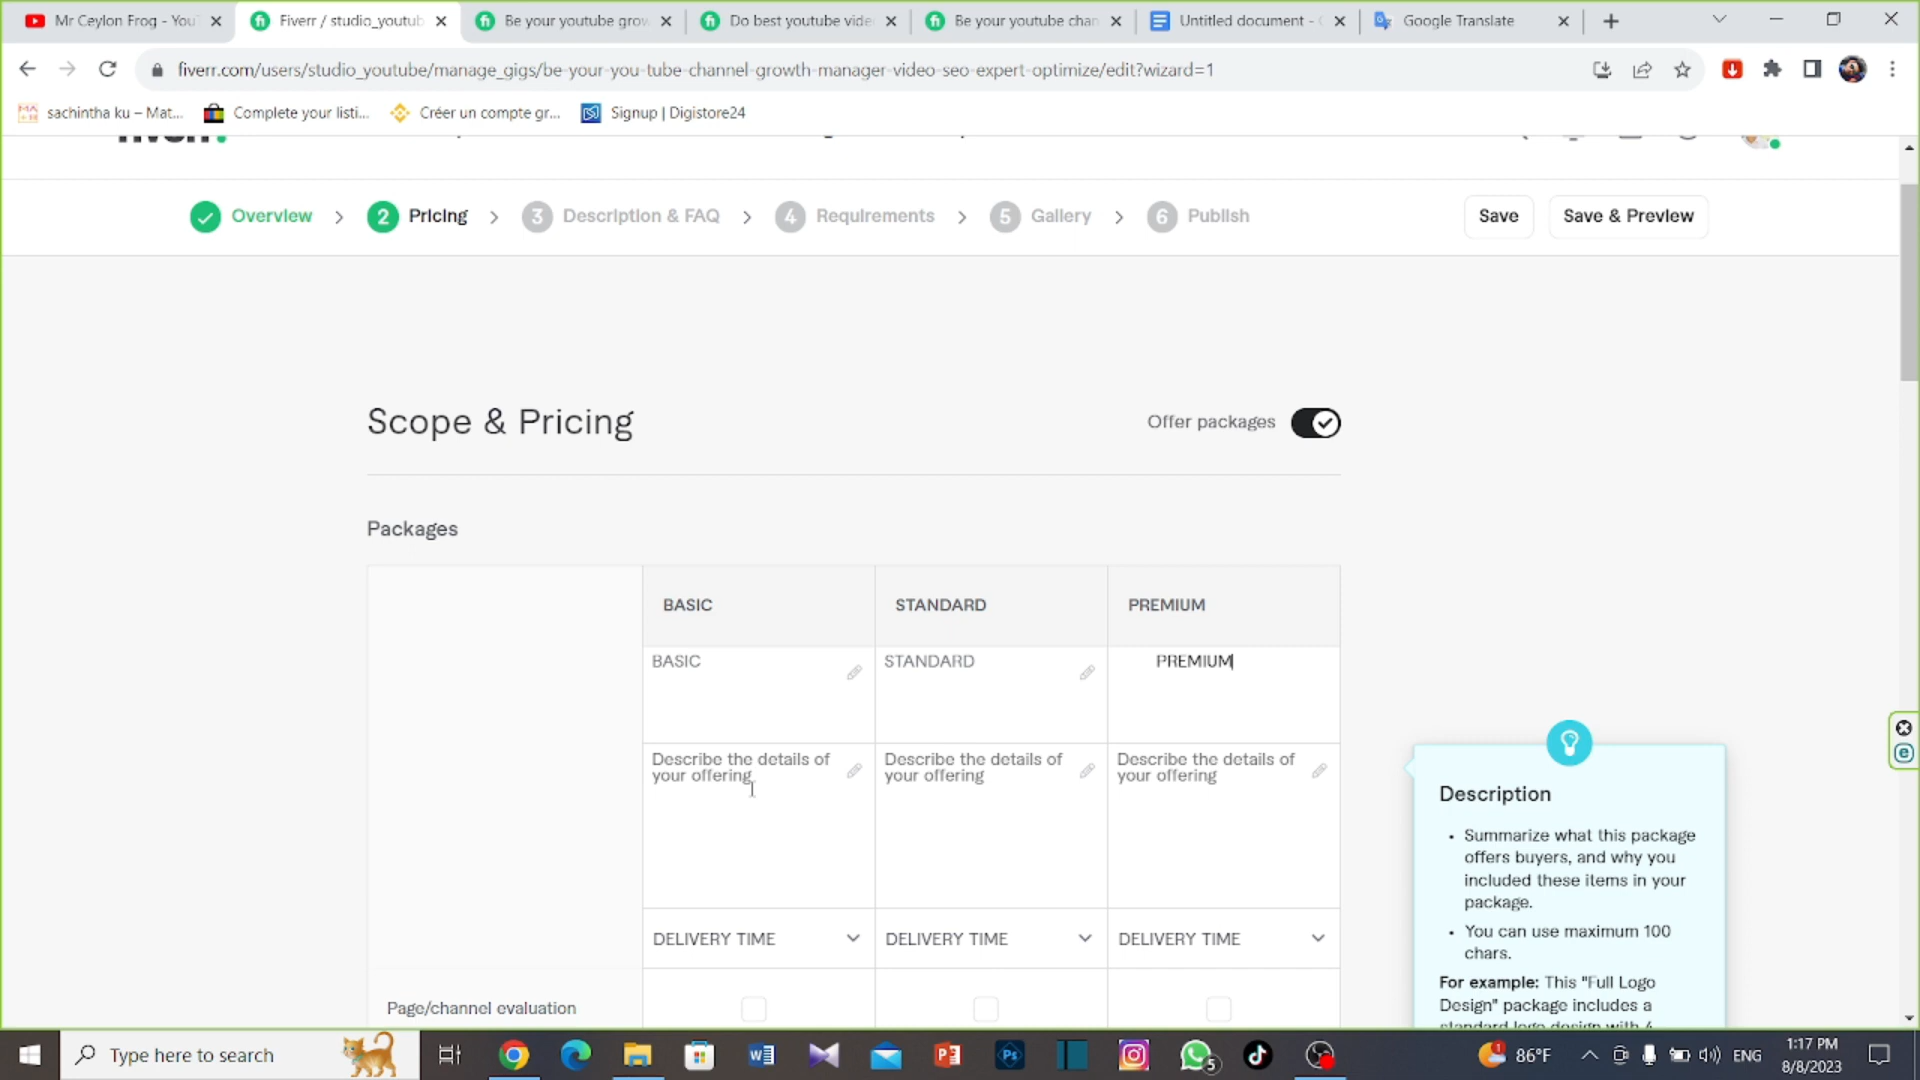 Mr Ceylon Frog - You
Fiverr / studio_youtub
Be your youtube grow
Do best youtube vide
Be your youtube chan
Untitled document -
Google Translate
fiverr.com/users/studio_youtube/manage_gigs/be-your-you-tube-channel-growth-manager-video-seo-expert-optimize/edit?wizard=1
sachintha ku – Mat...
Complete your listi...
Créer un compte gr...
Signup | Digistore24
Overview
2 Pricing
3 Description & FAQ
4 Requirements
5 Gallery
6 Publish
Save
Save & Preview
Scope & Pricing
Offer packages
Packages
BASIC STANDARD PREMIUM
BASIC STANDARD PREMIUM
Describe the details of
your offering
Describe the details of
your offering
Describe the details of
your offering
DELIVERY TIME DELIVERY TIME DELIVERY TIME
Page/channel evaluation
Description
• Summarize what this package
offers buyers, and why you
included these items in your
package.
• You can use maximum 100
chars.
For example: This "Full Logo
Design" package includes a
standard logo design with 4
Type here to search
5
1
86°F
ENG
1:17 PM
8/8/2023